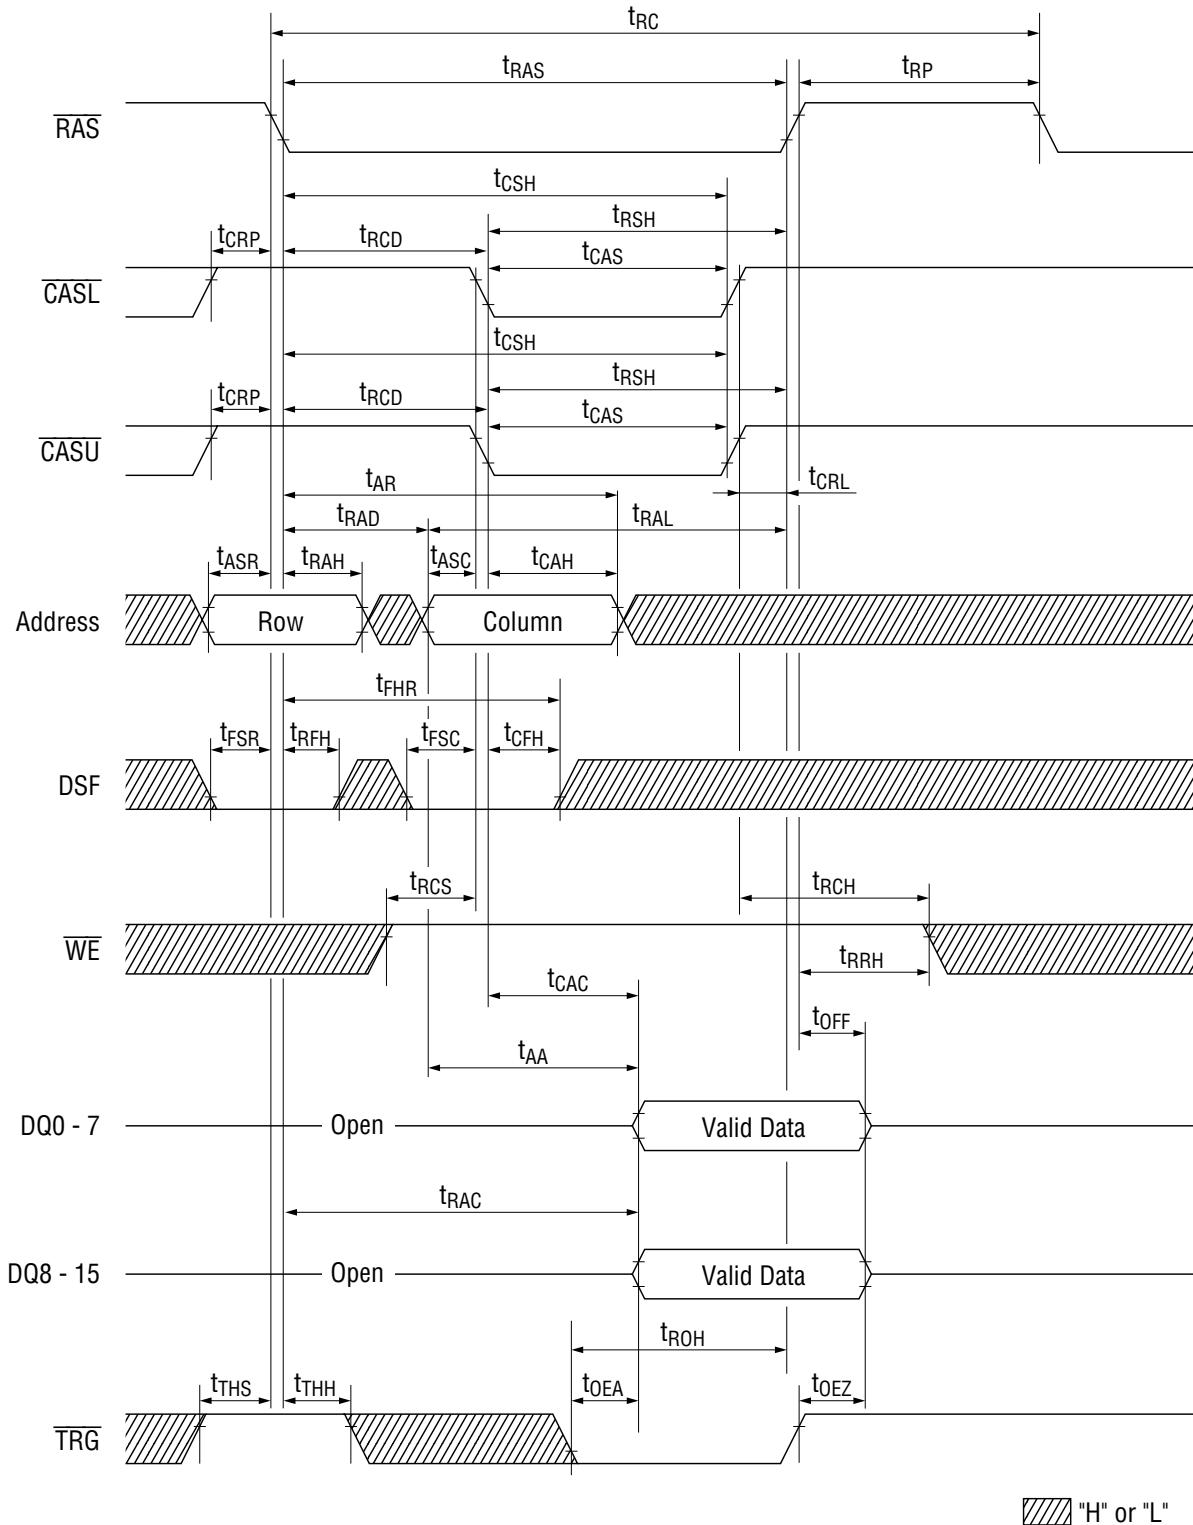 tRC
tRAS tRP
RAS
tCSH
tRSH
tCRP tRCD
tCAS
CASL
tCSH
tRSH
tCRP tRCD
tCAS
CASU
tAR tCRL
tRAD tRAL
tASR tRAH tASC tCAH
Address Row Column
tFHR
tFSR tRFH tFSC tCFH
DSF
tRCS tRCH
WE
tRRH
tCAC
tOFF
tAA
DQ0 - 7 Open Valid Data
tRAC
DQ8 - 15 Open Valid Data
tROH
tTHS tTHH tOEA tOEZ
TRG
"H" or "L"